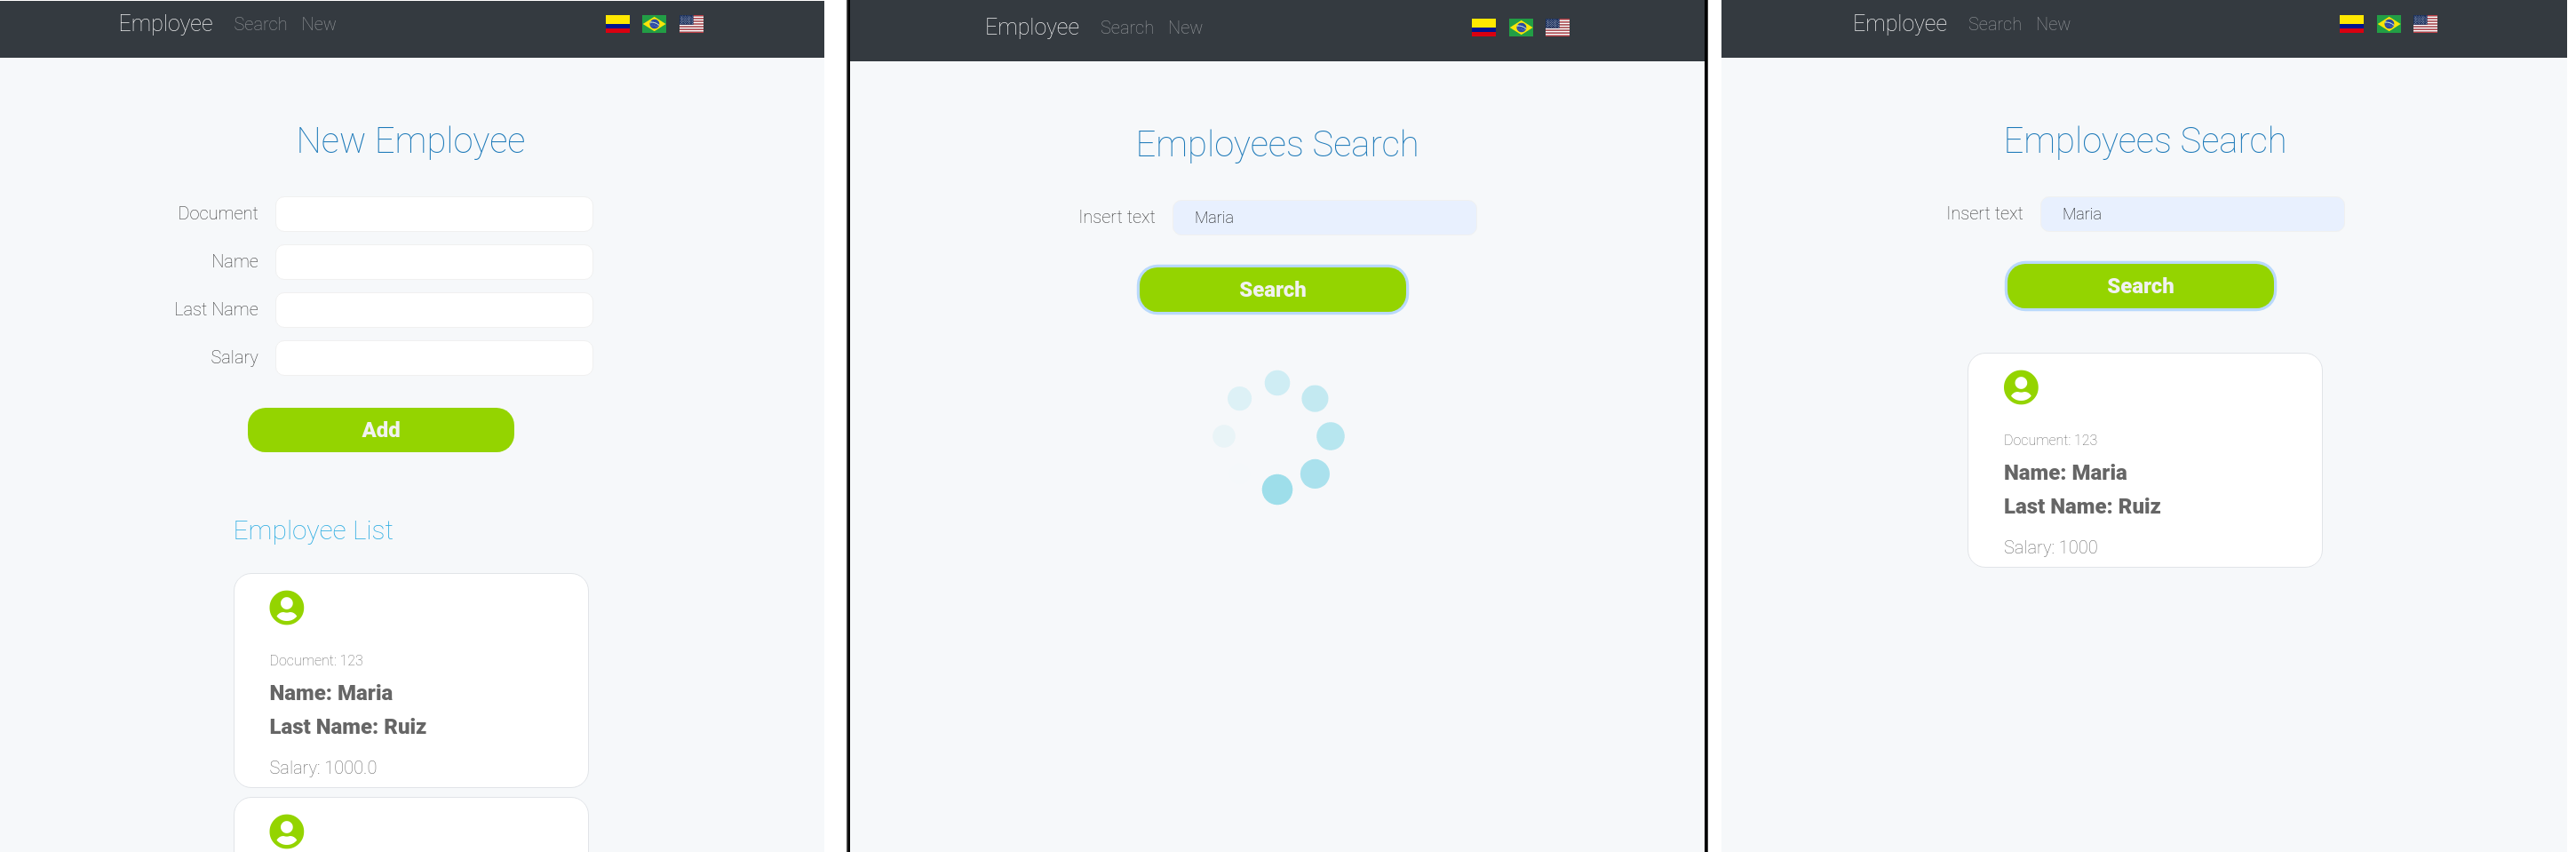 Employee Search New
New Employee
Document
Name
Last Name
Salary
Add
Employee List
Document: 123
Name: Maria
Last Name: Ruiz
Salary: 1000.0
Employee Search New
Employees Search
Insert text Maria
Search
Employee Search New
Employees Search
Insert text Maria
Search
Document: 123
Name: Maria
Last Name: Ruiz
Salary: 1000